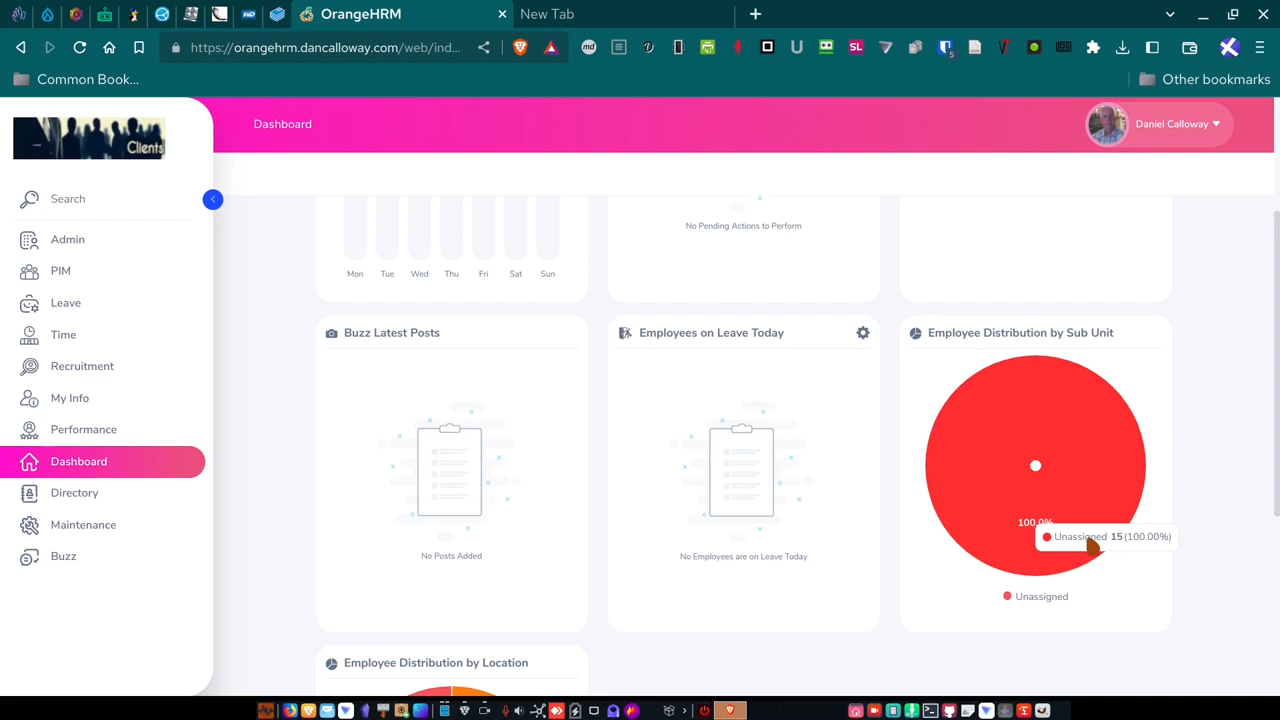 OrangeHRM
New Tab
https://orangehrm.dancalloway.com/web/ind...
Common Book...
Other bookmarks
Clients
Dashboard
Daniel Calloway
Search
Admin
PIM
Leave
Time
Recruitment
My Info
Performance
Dashboard
Directory
Maintenance
Buzz
Mon Tue Wed Thu Fri Sat Sun
No Pending Actions to Perform
Buzz Latest Posts
No Posts Added
Employees on Leave Today
No Employees are on Leave Today
Employee Distribution by Sub Unit
100.0%
Unassigned 15 (100.00%)
Unassigned
Employee Distribution by Location